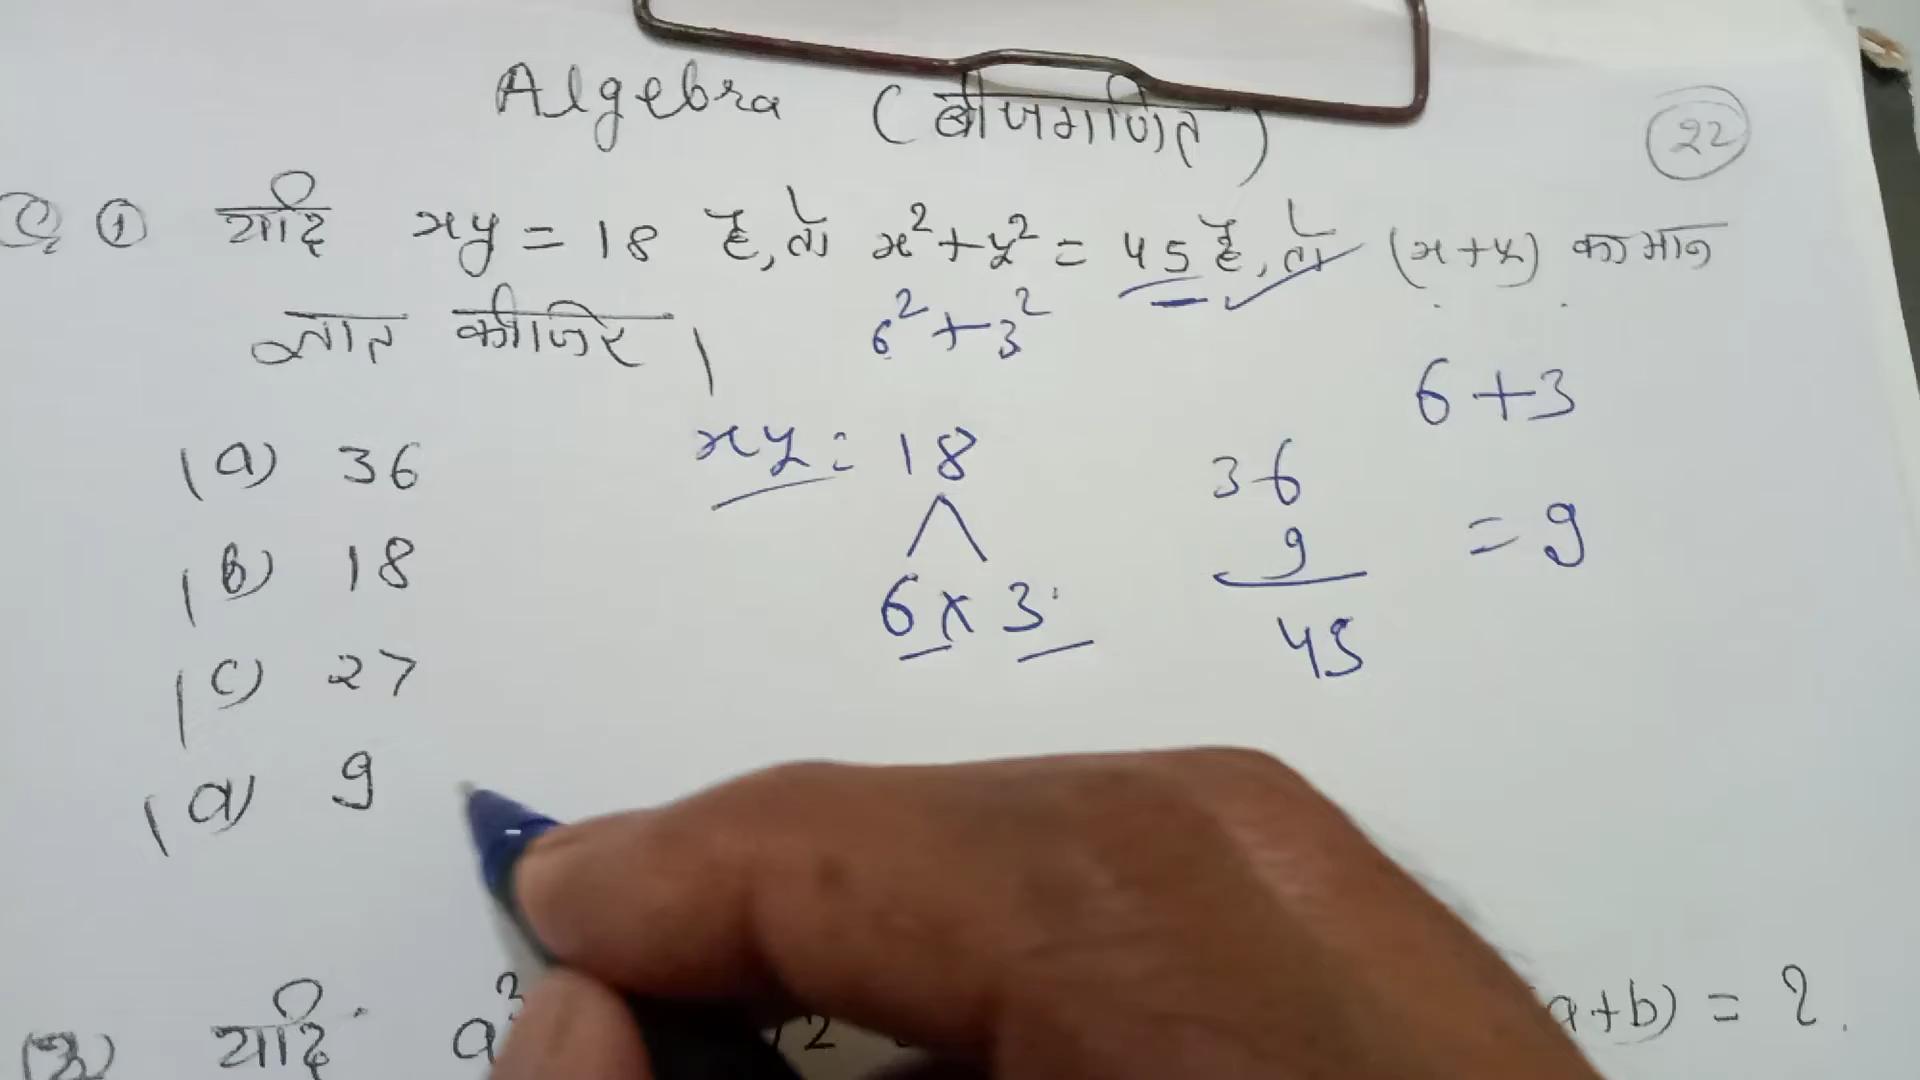 Algebra (बीजगणित)
22
Q ① यदि xy = 18 है, तो x²+y² = 45 है, तो (x+y) का मान
ज्ञात कीजिए |
6² + 3²
6 + 3
= 9
xy = 18
6 x 3
36
9
45
(a) 36
(b) 18
(c) 27
(d) 9
(2) यदि a³ a+b) = ?